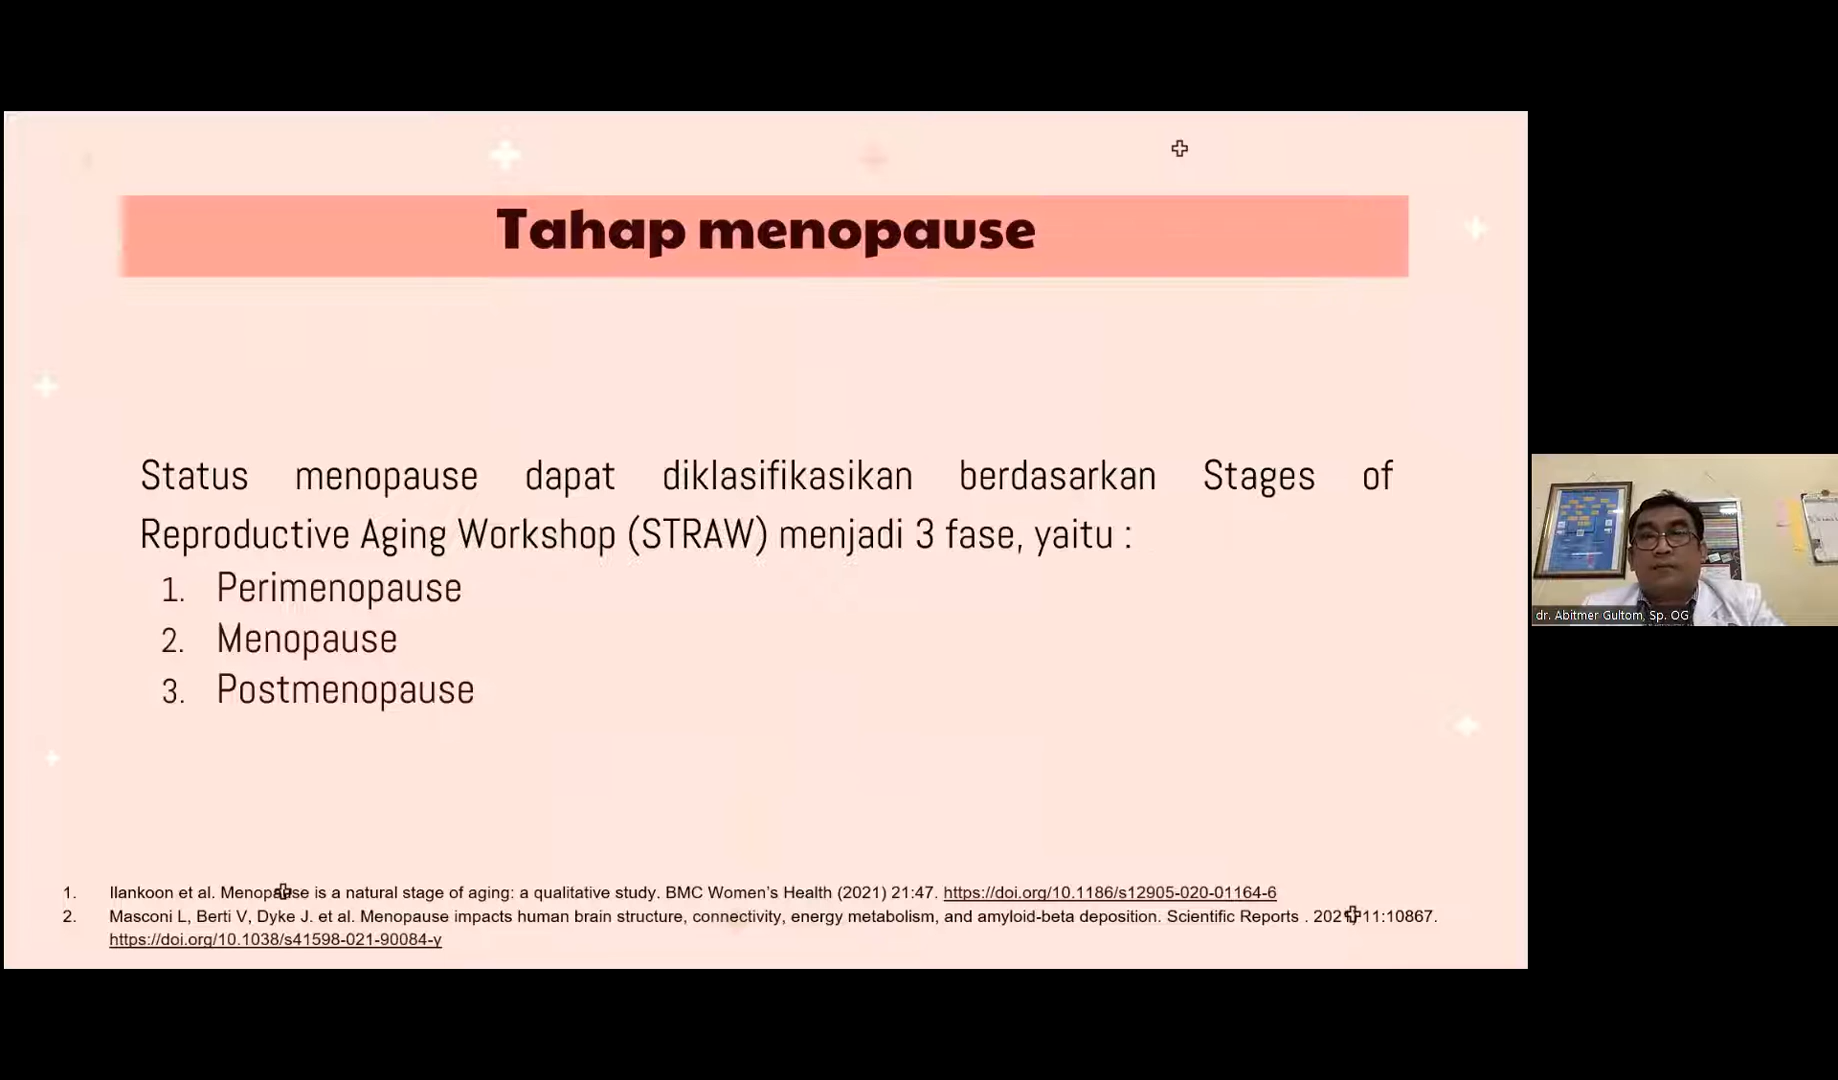 Tahap menopause
Status menopause dapat diklasifikasikan berdasarkan Stages of
Reproductive Aging Workshop (STRAW) menjadi 3 fase, yaitu :
1. Perimenopause
2. Menopause
3. Postmenopause
dr. Abitmer Gultom, Sp. OG
1. Ilankoon et al. Menopause is a natural stage of aging: a qualitative study. BMC Women's Health (2021) 21:47. https://doi.org/10.1186/s12905-020-01164-6
2. Masconi L, Berti V, Dyke J. et al. Menopause impacts human brain structure, connectivity, energy metabolism, and amyloid-beta deposition. Scientific Reports . 2021; 11:10867.
https://doi.org/10.1038/s41598-021-90084-y